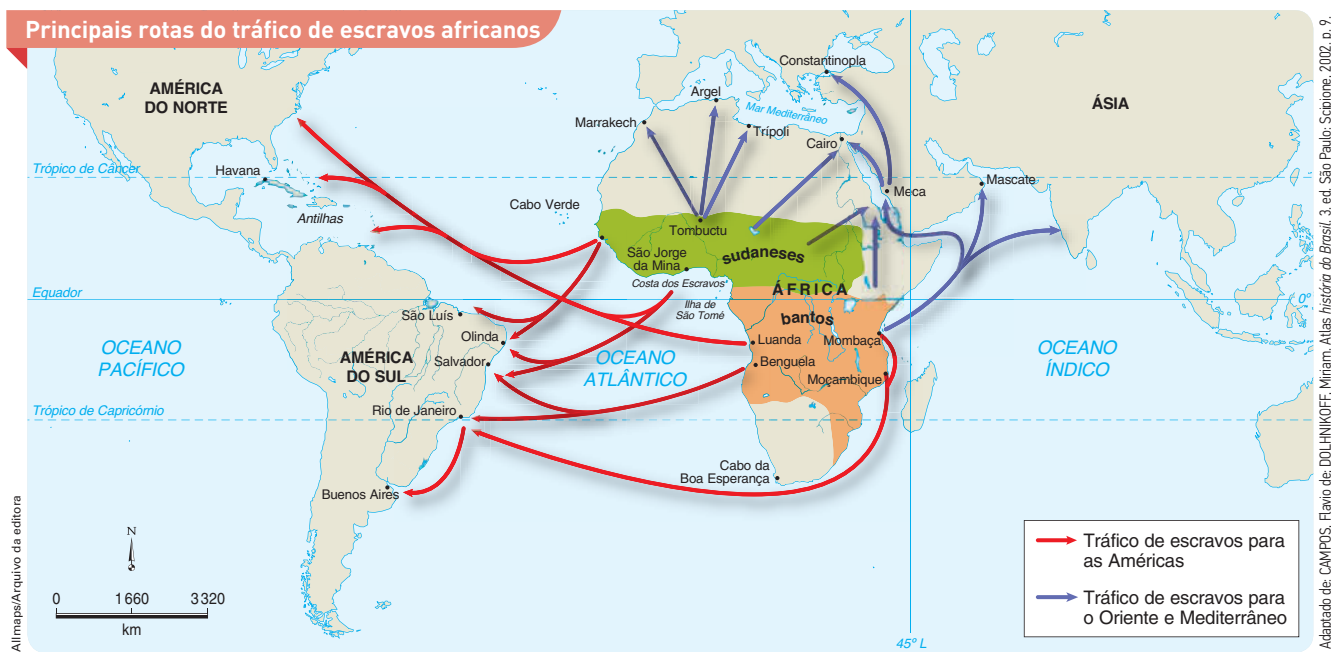 Principais rotas do tráfico de escravos africanos
AMÉRICA
DO NORTE
ÁSIA
Constantinopla
Argel
Mar Mediterrâneo
Marrakech
Trípoli
Cairo
Trópico de Câncer
Havana
Meca
Mascate
Antilhas
Cabo Verde
Tombuctu
sudaneses
São Jorge
da Mina
Costa dos Escravos
Equador
0º
ÁFRICA
Ilha de
São Tomé
bantos
São Luís
Olinda
Luanda
Mombaça
OCEANO
PACÍFICO
AMÉRICA
DO SUL
Salvador
OCEANO
ATLÂNTICO
Benguela
Moçambique
OCEANO
ÍNDICO
Trópico de Capricórnio
Rio de Janeiro
Cabo da
Boa Esperança
Buenos Aires
N
0 1 660 3 320
km
45º L
Tráfico de escravos para
as Américas
Tráfico de escravos para
o Oriente e Mediterrâneo
Allmaps/Arquivo da editora
Adaptado de: CAMPOS, Flavio de; DOLHNIKOFF, Miriam. Atlas história do Brasil. 3. ed. São Paulo: Scipione, 2002. p. 9.